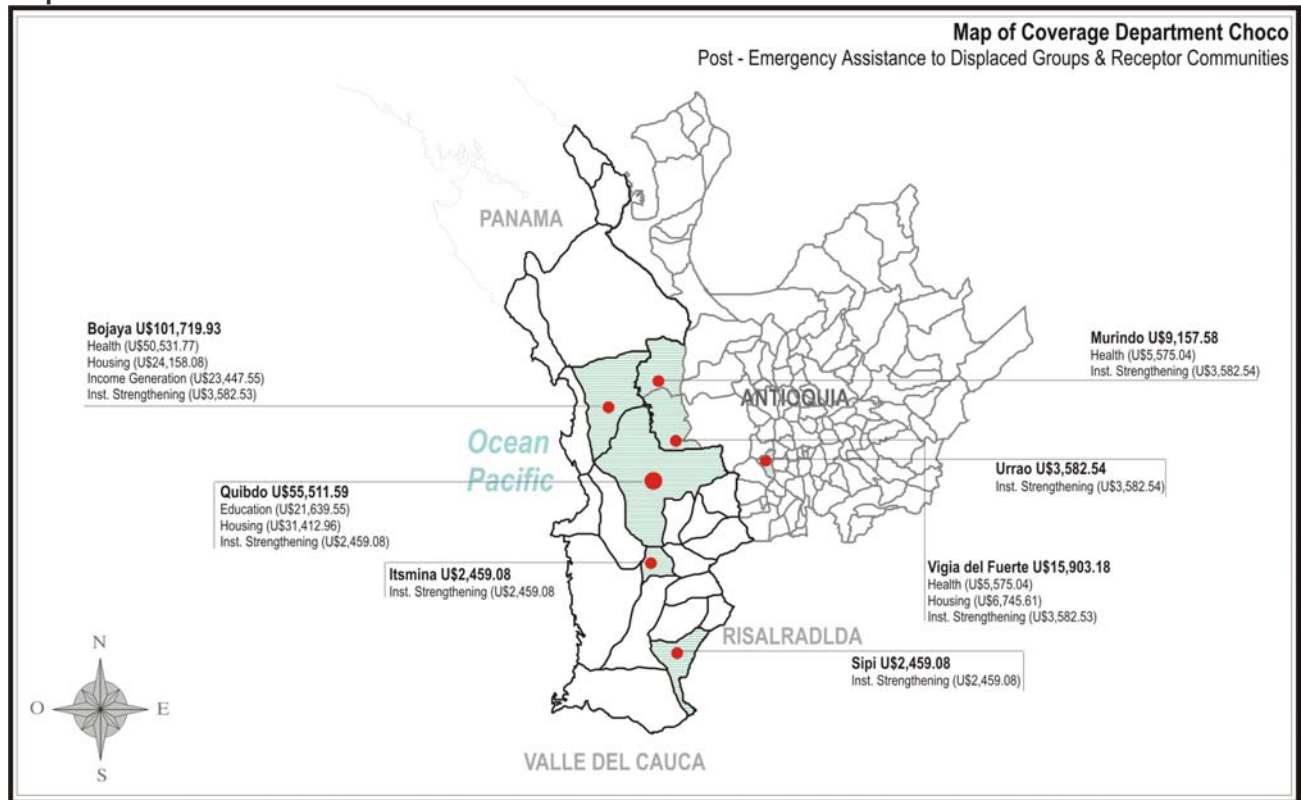 Map of Coverage Department Choco
Post - Emergency Assistance to Displaced Groups & Receptor Communities
PANAMA
Bojaya U$101,719.93
Health (U$50,531.77)
Housing (U$24,158.08)
Income Generation (U$23,447.55)
Inst. Strengthening (U$3,582.53)
Murindo U$9,157.58
Health (U$5,575.04)
Inst. Strengthening (U$3,582.54)
ANTIOQUIA
Ocean
Pacific
Urrao U$3,582.54
Inst. Strengthening (U$3,582.54)
Quibdo U$55,511.59
Education (U$21,639.55)
Housing (U$31,412.96)
Inst. Strengthening (U$2,459.08)
Itsmina U$2,459.08
Inst. Strengthening (U$2,459.08
Vigia del Fuerte U$15,903.18
Health (U$5,575.04)
Housing (U$6,745.61)
Inst. Strengthening (U$3,582.53)
RISALRADLDA
Sipi U$2,459.08
Inst. Strengthening (U$2,459.08)
N
O
E
S
VALLE DEL CAUCA